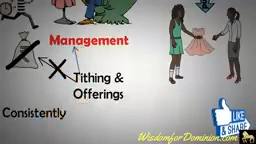 Management
Tithing &
Offerings
Consistently
LIKE
& SHARE
WisdomforDominion.com